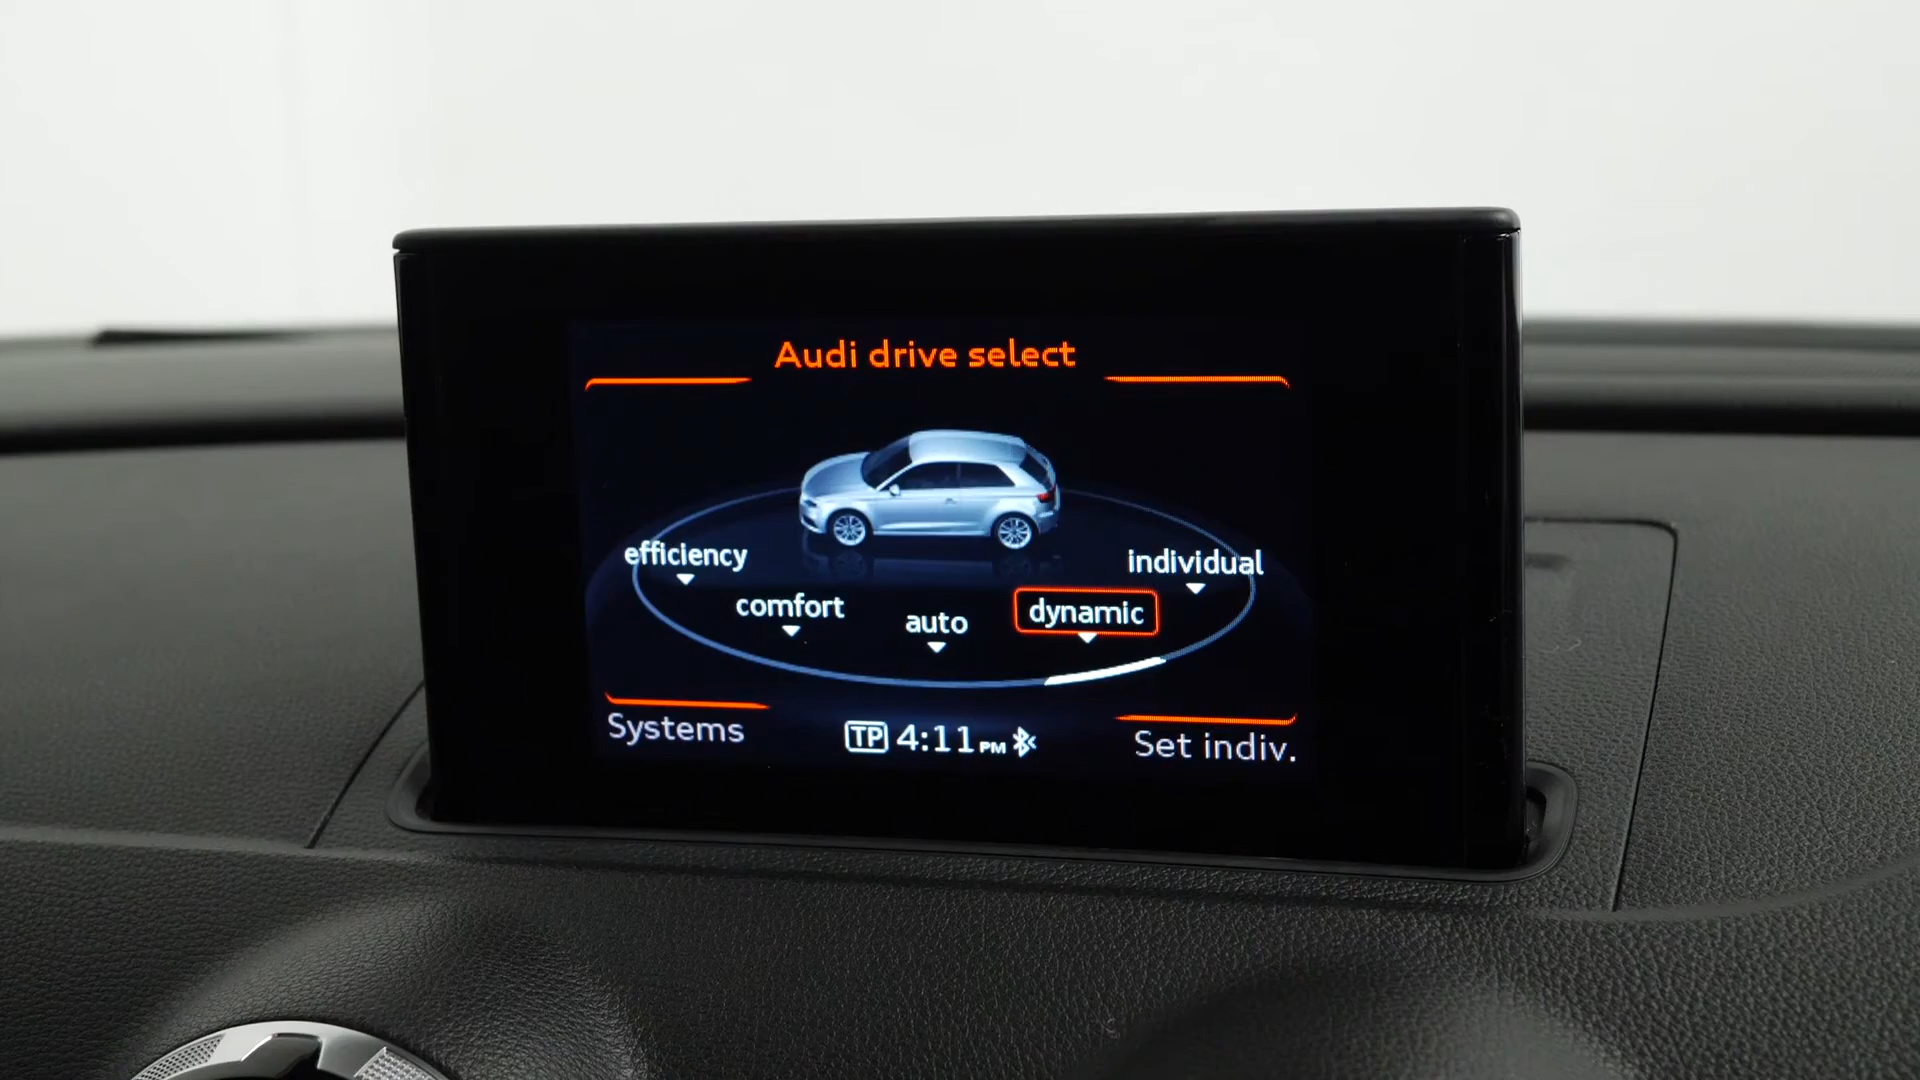 Audi drive select
efficiency
individual
comfort
auto
dynamic
Systems
TP 4:11 PM
Set indiv.